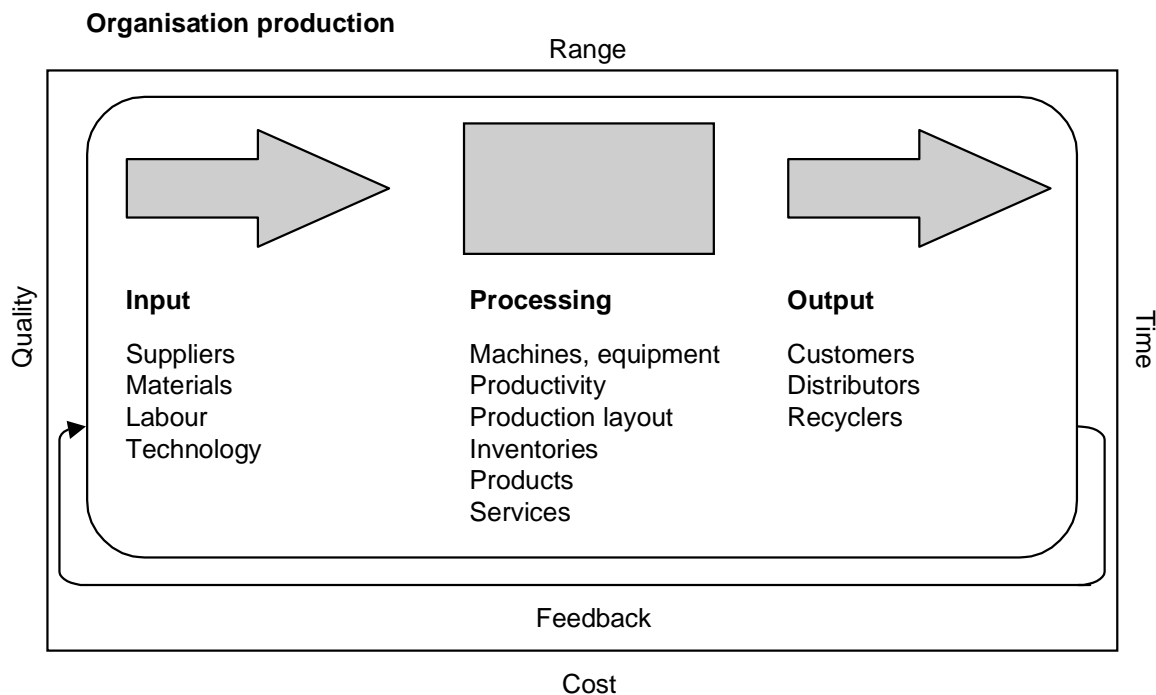 Organisation production
Range
Quality
Time
Input
Suppliers
Materials
Labour
Technology
Processing
Machines, equipment
Productivity
Production layout
Inventories
Products
Services
Output
Customers
Distributors
Recyclers
Feedback
Cost